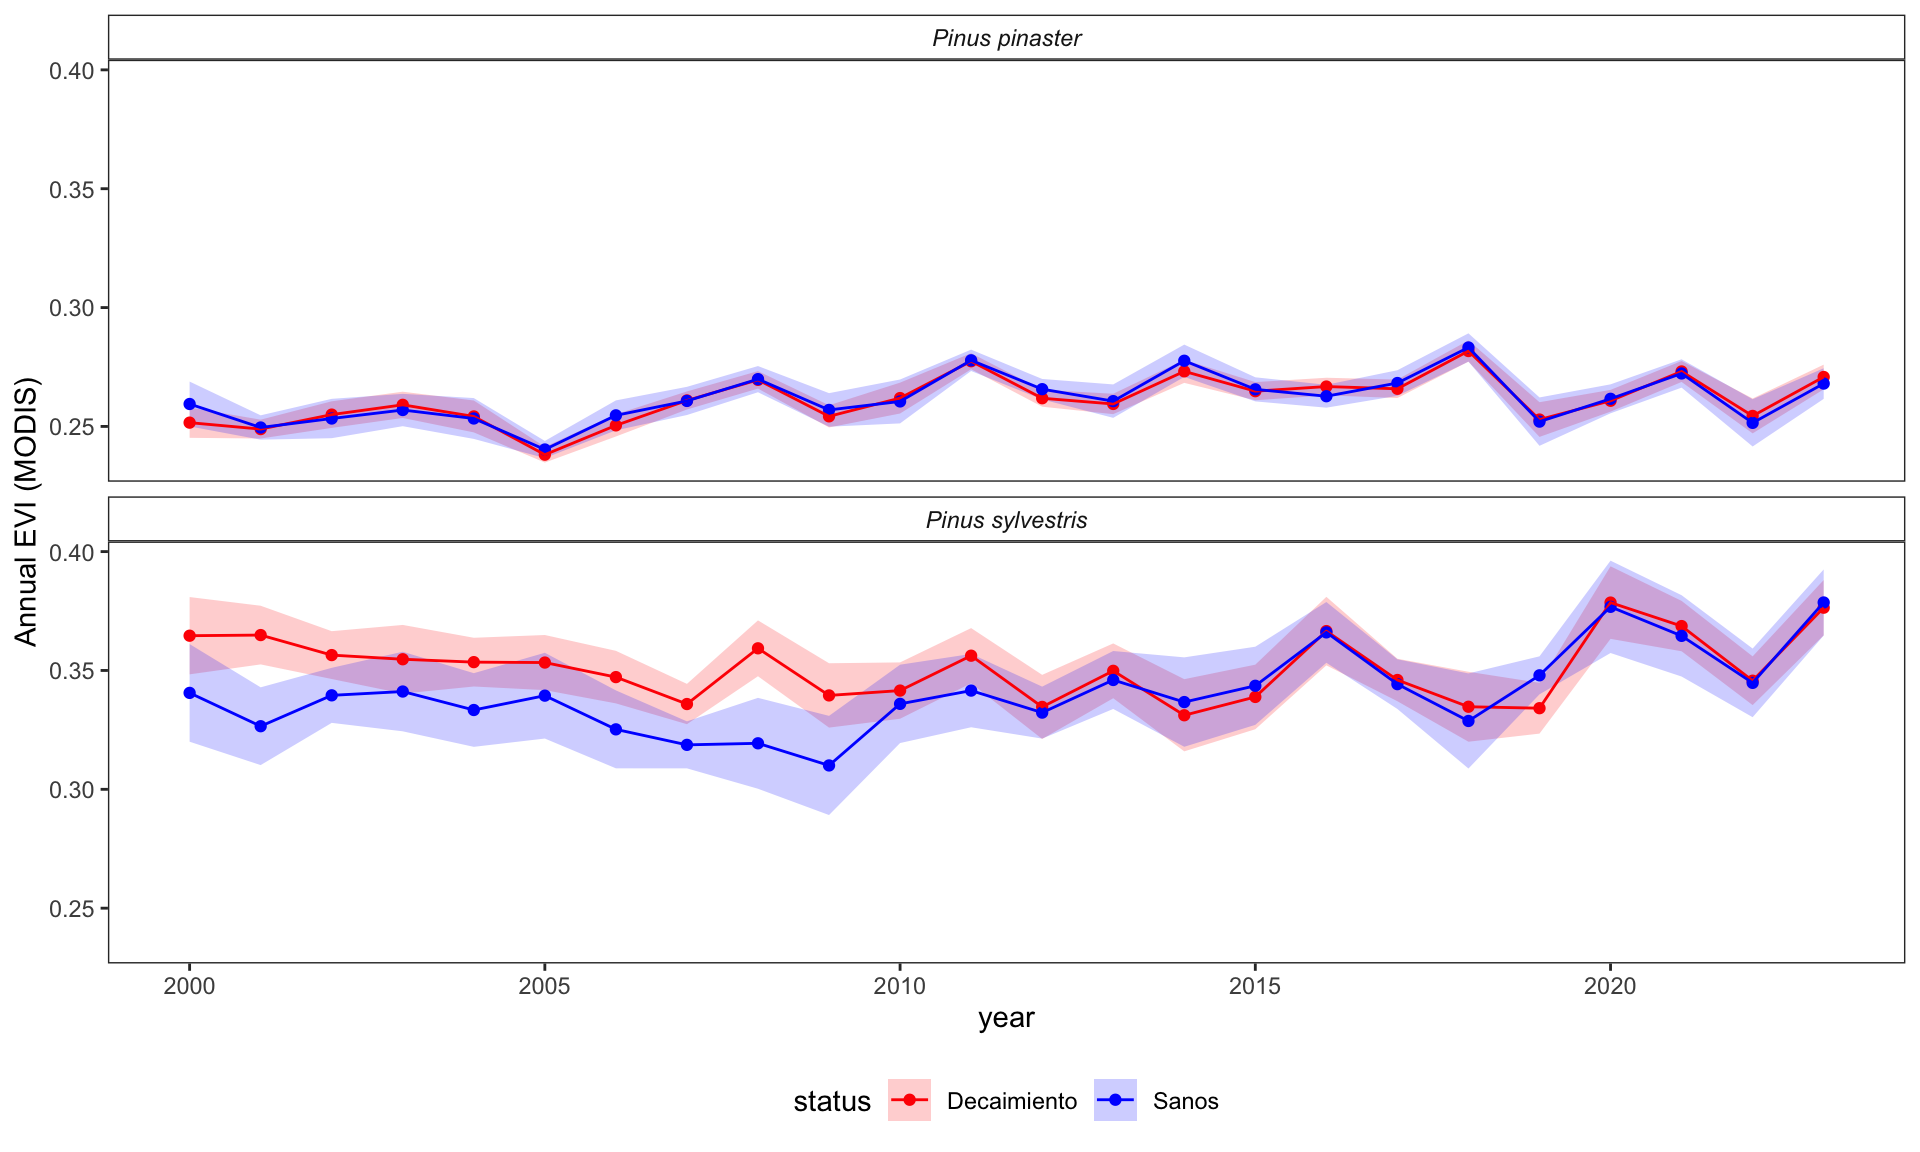 Pinus pinaster
0.40
0.35
0.30
0.25
Annual EVI (MODIS)
Pinus sylvestris
0.40
0.35
0.30
0.25
2000 2005 2010 2015 2020
year
status Decaimiento Sanos